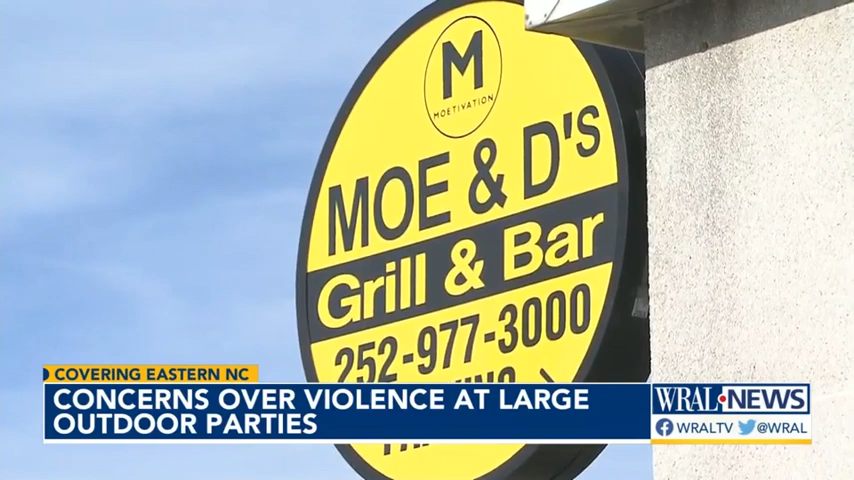 M
MOETIVATION
MOE & D's
Grill & Bar
252-977-3000
COVERING EASTERN NC
CONCERNS OVER VIOLENCE AT LARGE
OUTDOOR PARTIES
WRAL NEWS
WRALTV @WRAL